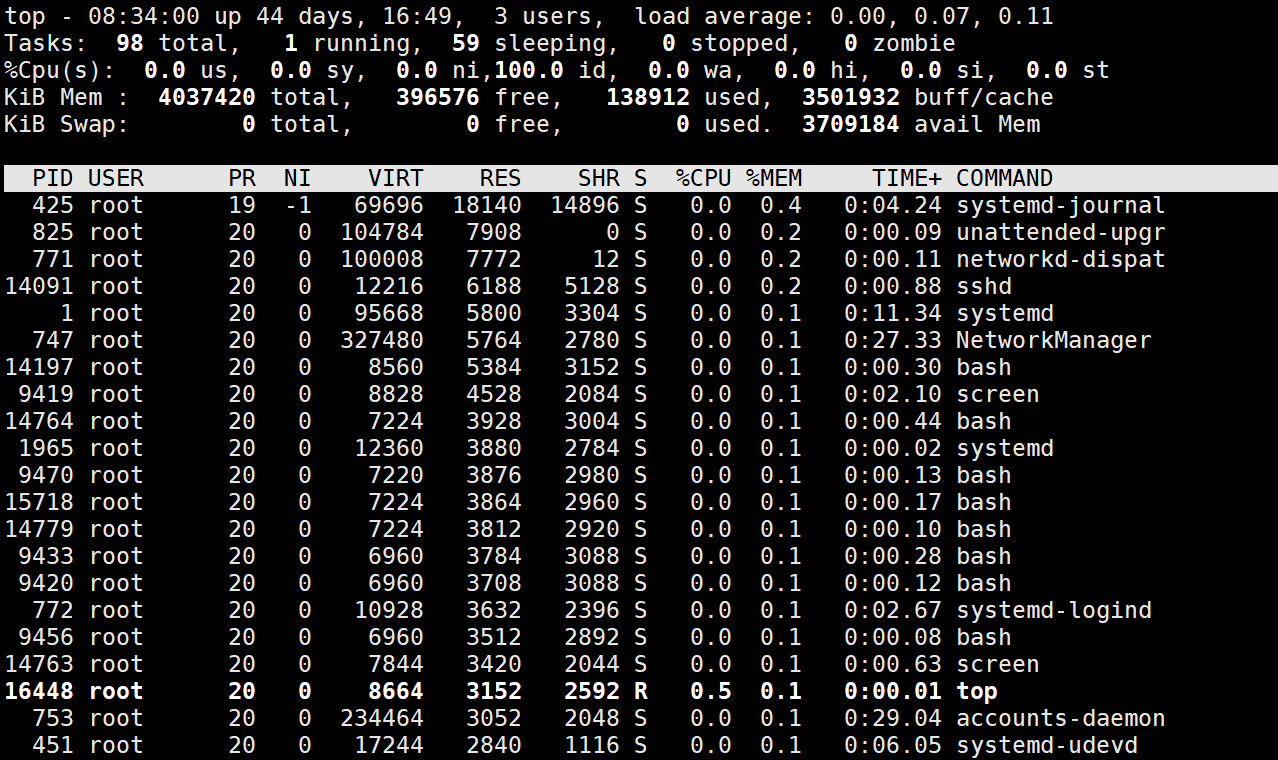 top - 08:34:00 up 44 days, 16:49,  3 users,  load average: 0.00, 0.07, 0.11
Tasks:  98 total,   1 running,  59 sleeping,   0 stopped,   0 zombie
%Cpu(s):  0.0 us,  0.0 sy,  0.0 ni,100.0 id,  0.0 wa,  0.0 hi,  0.0 si,  0.0 st
KiB Mem :  4037420 total,   396576 free,   138912 used,  3501932 buff/cache
KiB Swap:        0 total,        0 free,        0 used.  3709184 avail Mem
  PID USER      PR  NI    VIRT    RES    SHR S  %CPU %MEM     TIME+ COMMAND
  425 root      19  -1   69696  18140  14896 S   0.0  0.4   0:04.24 systemd-journal
  825 root      20   0  104784   7908      0 S   0.0  0.2   0:00.09 unattended-upgr
  771 root      20   0  100008   7772     12 S   0.0  0.2   0:00.11 networkd-dispat
14091 root      20   0   12216   6188   5128 S   0.0  0.2   0:00.88 sshd
    1 root      20   0   95668   5800   3304 S   0.0  0.1   0:11.34 systemd
  747 root      20   0  327480   5764   2780 S   0.0  0.1   0:27.33 NetworkManager
14197 root      20   0    8560   5384   3152 S   0.0  0.1   0:00.30 bash
 9419 root      20   0    8828   4528   2084 S   0.0  0.1   0:02.10 screen
14764 root      20   0    7224   3928   3004 S   0.0  0.1   0:00.44 bash
 1965 root      20   0   12360   3880   2784 S   0.0  0.1   0:00.02 systemd
 9470 root      20   0    7220   3876   2980 S   0.0  0.1   0:00.13 bash
15718 root      20   0    7224   3864   2960 S   0.0  0.1   0:00.17 bash
14779 root      20   0    7224   3812   2920 S   0.0  0.1   0:00.10 bash
 9433 root      20   0    6960   3784   3088 S   0.0  0.1   0:00.28 bash
 9420 root      20   0    6960   3708   3088 S   0.0  0.1   0:00.12 bash
  772 root      20   0   10928   3632   2396 S   0.0  0.1   0:02.67 systemd-logind
 9456 root      20   0    6960   3512   2892 S   0.0  0.1   0:00.08 bash
14763 root      20   0    7844   3420   2044 S   0.0  0.1   0:00.63 screen
16448 root      20   0    8664   3152   2592 R   0.5  0.1   0:00.01 top
  753 root      20   0  234464   3052   2048 S   0.0  0.1   0:29.04 accounts-daemon
  451 root      20   0   17244   2840   1116 S   0.0  0.1   0:06.05 systemd-udevd